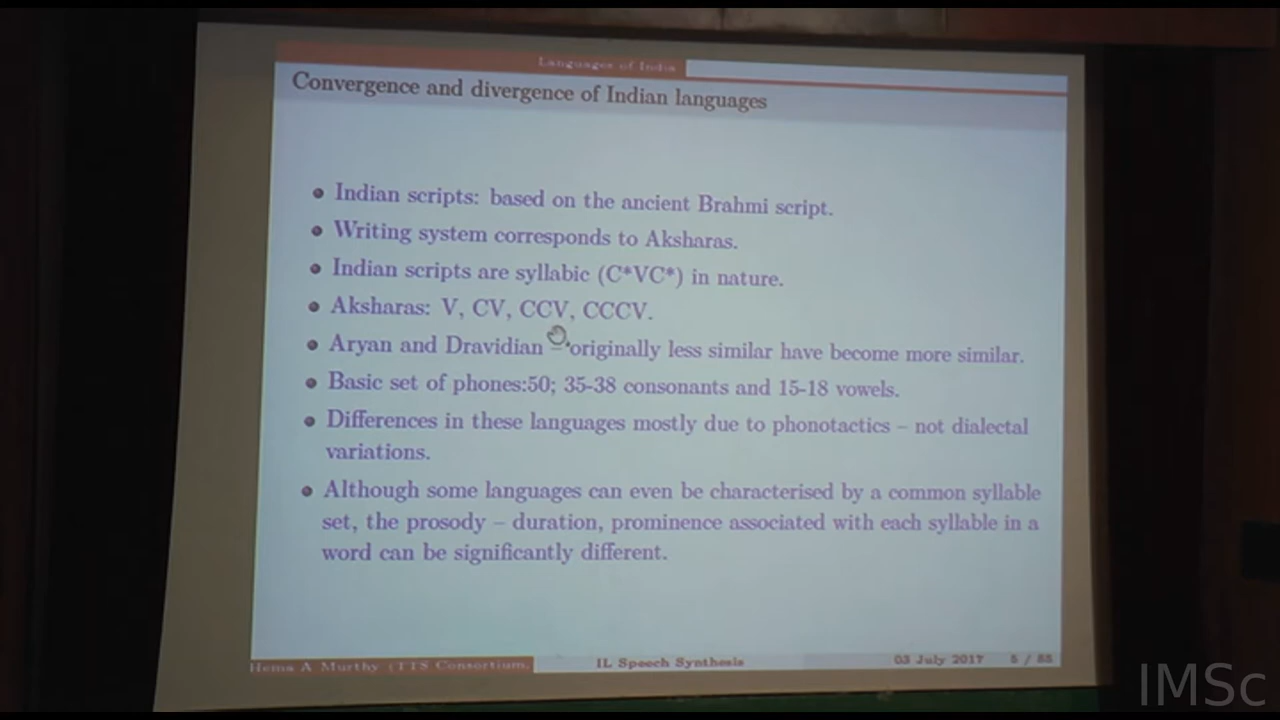 Languages of India
Convergence and divergence of Indian languages
Indian scripts: based on the ancient Brahmi script.
Writing system corresponds to Aksharas.
Indian scripts are syllabic (C*VC*) in nature.
Aksharas: V, CV, CCV, CCCV.
Aryan and Dravidian – originally less similar have become more similar.
Basic set of phones:50; 35-38 consonants and 15-18 vowels.
Differences in these languages mostly due to phonotactics – not dialectal
variations.
Although some languages can even be characterised by a common syllable
set, the prosody – duration, prominence associated with each syllable in a
word can be significantly different.
Hema A Murthy (TTS Consortium,
IL Speech Synthesis
03 July 2017 5 / 85
IMSc